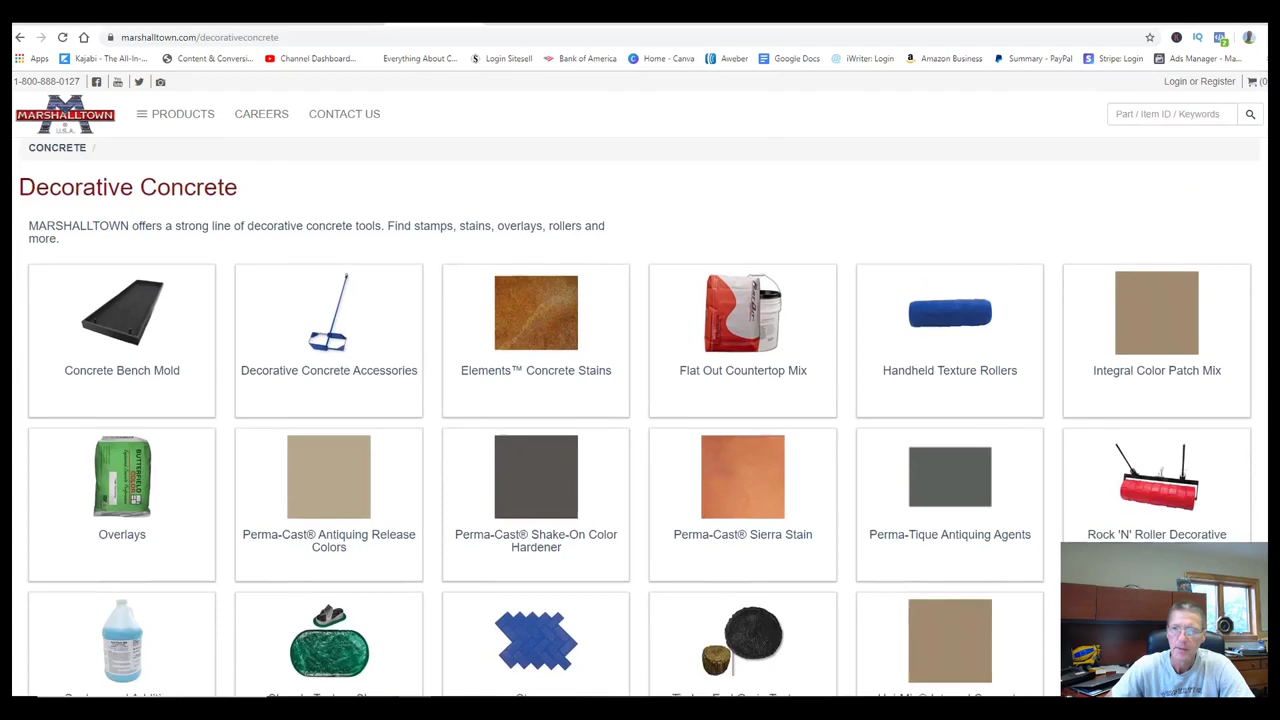 marshalltown.com/decorativeconcrete
Apps Kajabi - The All-In-... Content & Conversi... Channel Dashboard... Everything About C... Login Sitesell Bank of America Home - Canva Aweber Google Docs iWriter: Login Amazon Business Summary - PayPal Stripe: Login Ads Manager - Ma...
1-800-888-0127 Login or Register (0
MARSHALLTOWN
U.S.A.
PRODUCTS CAREERS CONTACT US Part / Item ID / Keywords
CONCRETE /
Decorative Concrete
MARSHALLTOWN offers a strong line of decorative concrete tools. Find stamps, stains, overlays, rollers and
more.
Concrete Bench Mold Decorative Concrete Accessories Elements™ Concrete Stains Flat Out Countertop Mix Handheld Texture Rollers Integral Color Patch Mix
BUTTERFIELD
COLOR
Overlays Perma-Cast® Antiquing Release Perma-Cast® Shake-On Color Perma-Cast® Sierra Stain Perma-Tique Antiquing Agents Rock 'N' Roller Decorative
Colors Hardener